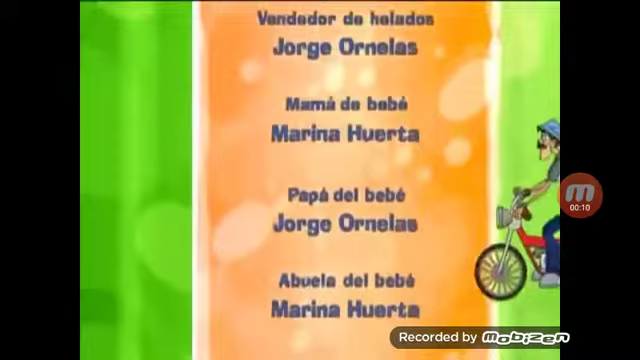 Vendedor de helados
Jorge Ornelas
Mamá de bebé
Marina Huerta
Papá del bebé
Jorge Ornelas
Abuela del bebé
Marina Huerta
00:10
Recorded by Mobizen